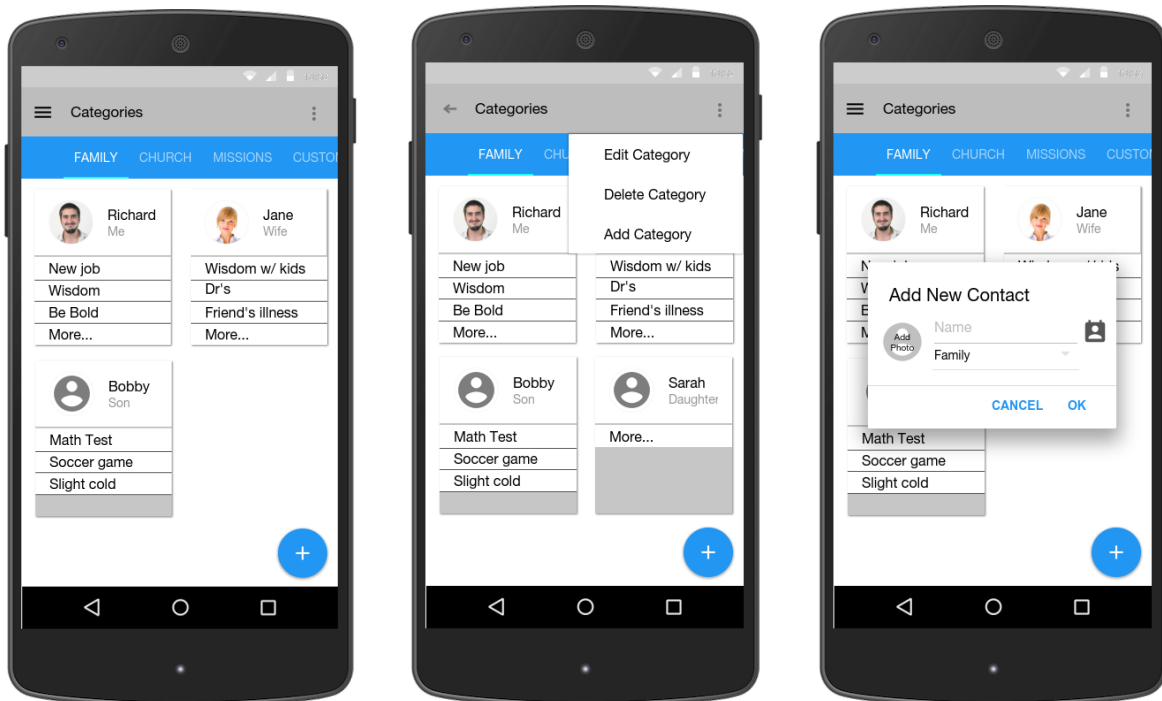 Categories
FAMILY CHURCH MISSIONS CUSTO
Richard
Me
Jane
Wife
New job
Wisdom
Be Bold
More...
Wisdom w/ kids
Dr's
Friend's illness
More...
Bobby
Son
Math Test
Soccer game
Slight cold
+
Categories
FAMILY CHU
Edit Category
Delete Category
Add Category
Richard
Me
New job
Wisdom
Be Bold
More...
Wisdom w/ kids
Dr's
Friend's illness
More...
Bobby
Son
Sarah
Daughter
Math Test
Soccer game
Slight cold
More...
+
Categories
FAMILY CHURCH MISSIONS CUSTO
Richard
Me
Jane
Wife
Add New Contact
Add
Photo
Name
Family
CANCEL OK
Math Test
Soccer game
Slight cold
+